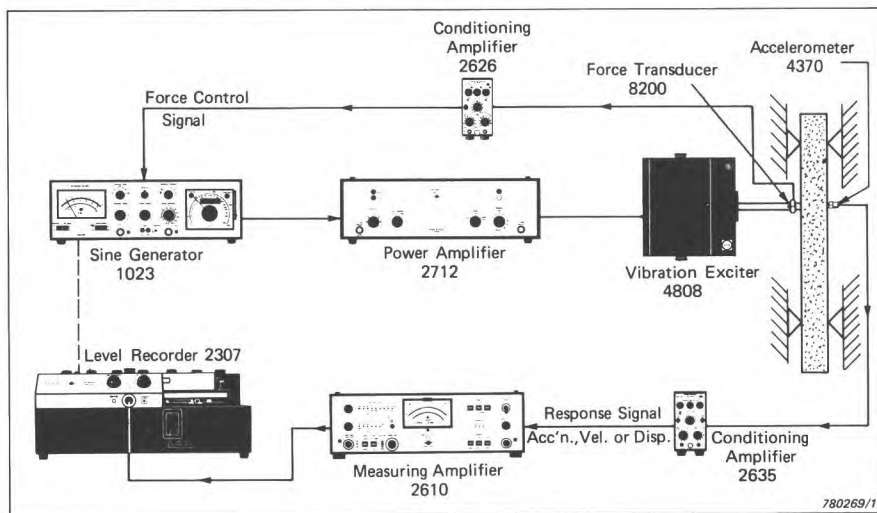 Conditioning
Amplifier
2626
Accelerometer
4370
Force Transducer
8200
Force Control
Signal
Sine Generator
1023
Power Amplifier
2712
Vibration Exciter
4808
Level Recorder 2307
Response Signal
Acc'n., Vel. or Disp.
Measuring Amplifier
2610
Conditioning
Amplifier
2635
780269/1